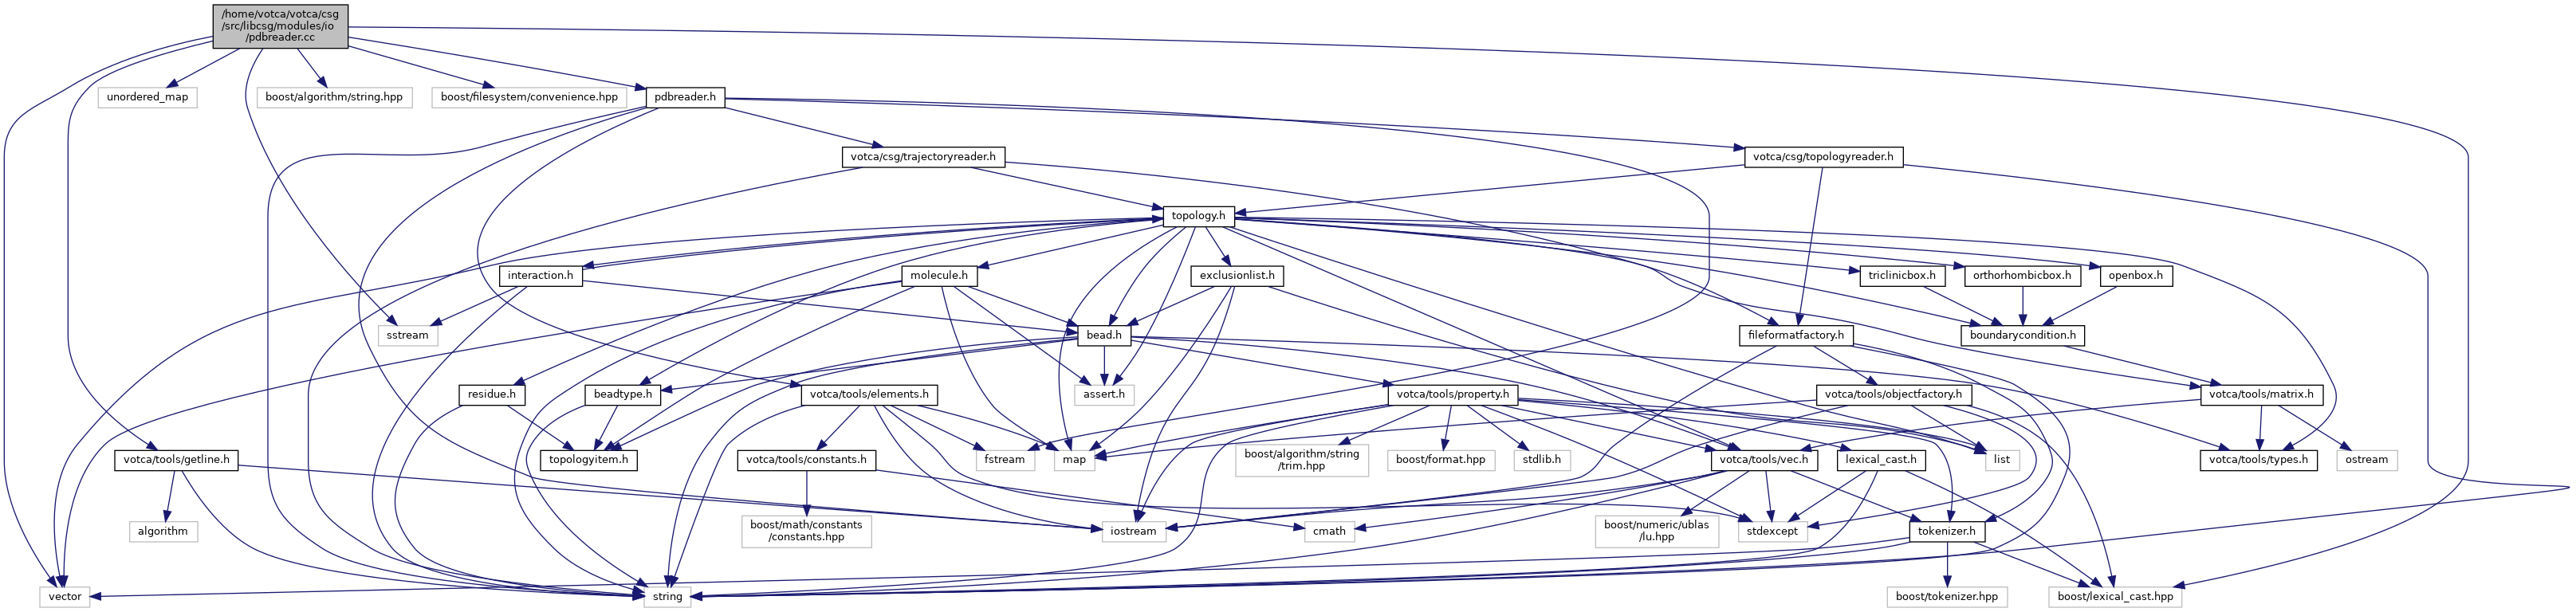 /home/votca/votca/csg
/src/libcsg/modules/io
/pdbreader.cc
unordered_map
boost/algorithm/string.hpp
boost/filesystem/convenience.hpp
pdbreader.h
votca/csg/trajectoryreader.h
votca/csg/topologyreader.h
topology.h
interaction.h
molecule.h
exclusionlist.h
triclinicbox.h
orthorhombicbox.h
openbox.h
sstream
bead.h
fileformatfactory.h
boundarycondition.h
residue.h
beadtype.h
votca/tools/elements.h
assert.h
votca/tools/property.h
votca/tools/objectfactory.h
votca/tools/matrix.h
votca/tools/getline.h
topologyitem.h
votca/tools/constants.h
fstream
map
boost/algorithm/string
/trim.hpp
boost/format.hpp
stdlib.h
votca/tools/vec.h
lexical_cast.h
list
votca/tools/types.h
ostream
algorithm
boost/math/constants
/constants.hpp
iostream
cmath
boost/numeric/ublas
/lu.hpp
stdexcept
tokenizer.h
vector
string
boost/tokenizer.hpp
boost/lexical_cast.hpp